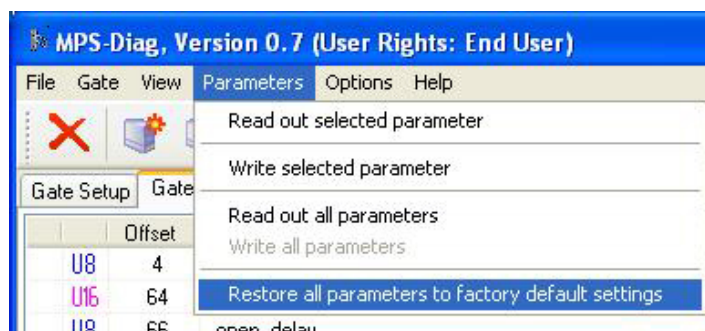 MPS-Diag, Version 0.7 (User Rights: End User)
File Gate View Parameters Options Help
Read out selected parameter
Write selected parameter
Gate Setup Gate
Read out all parameters
Offset
Write all parameters
U8 4
U16 64 Restore all parameters to factory default settings
U8 66 open_delay